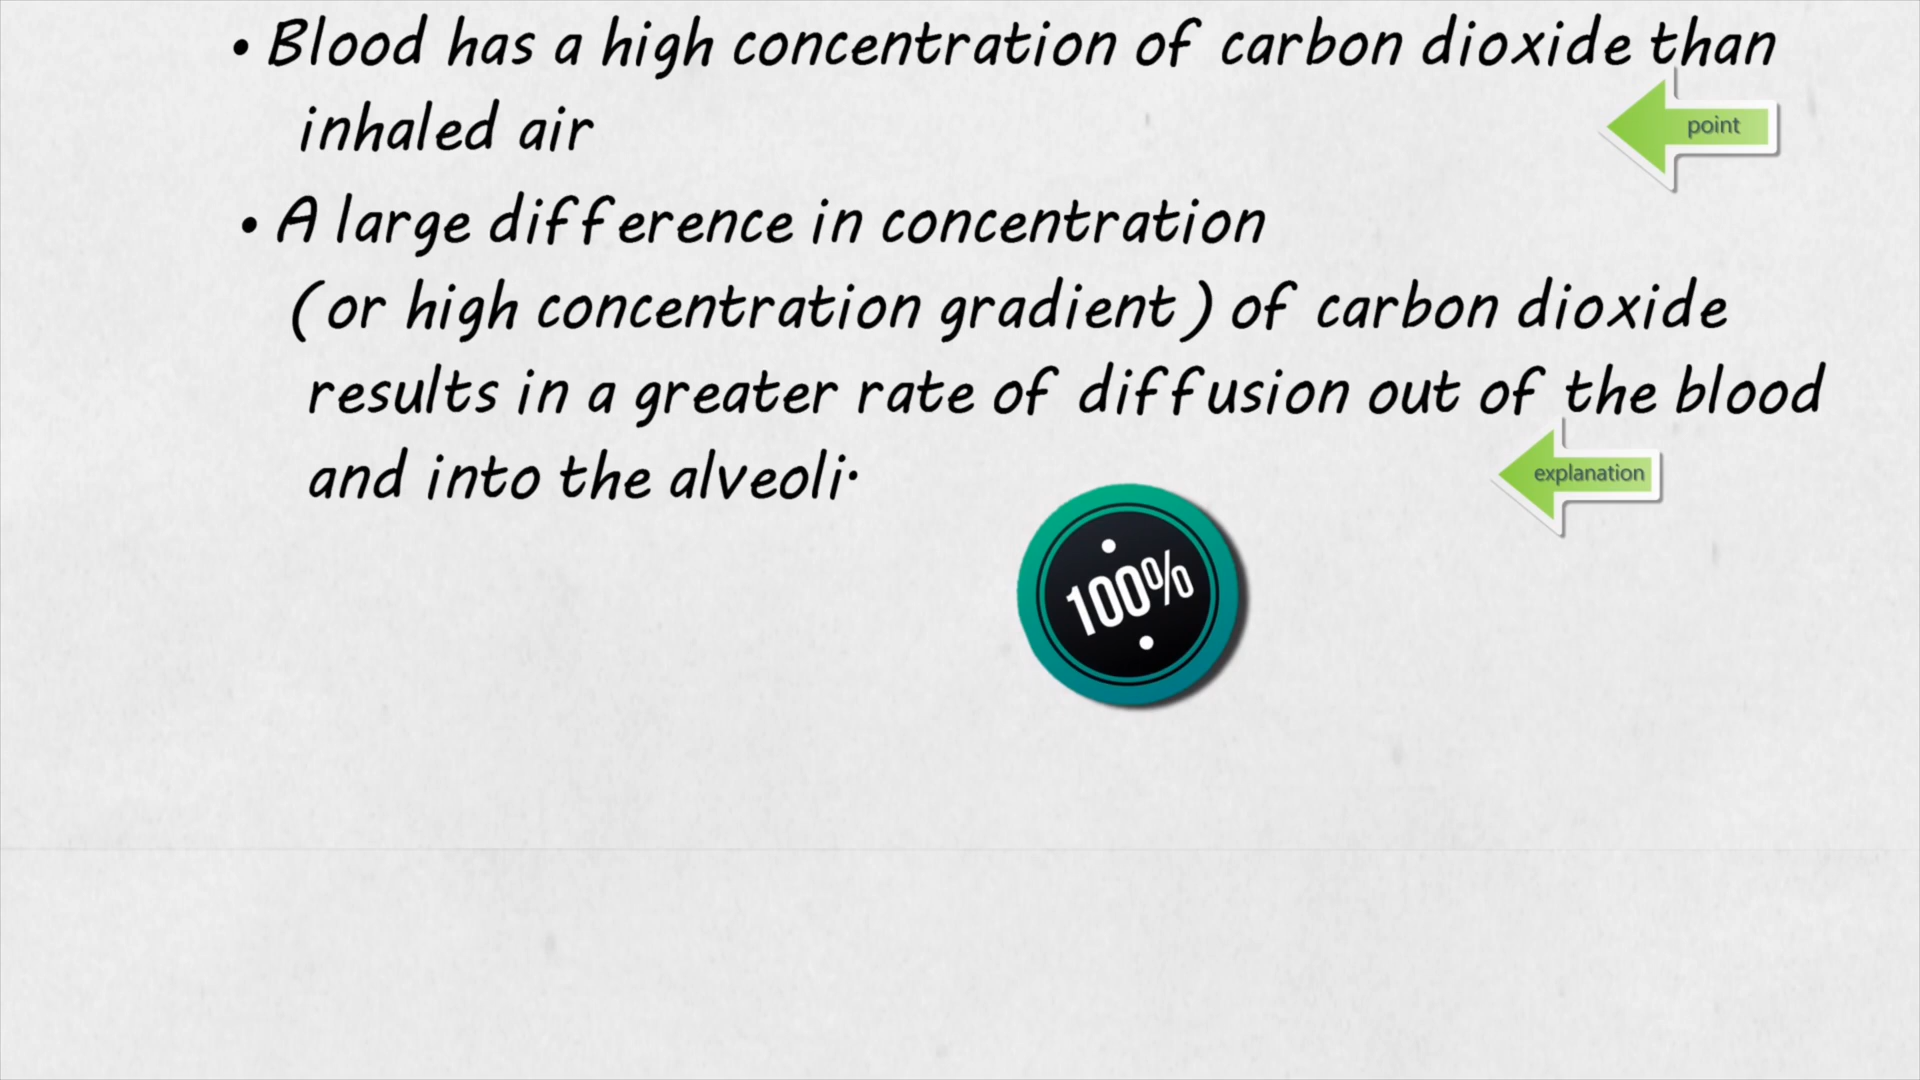 • Blood has a high concentration of carbon dioxide than
inhaled air
point
• A large difference in concentration
(or high concentration gradient) of carbon dioxide
results in a greater rate of diffusion out of the blood
and into the alveoli.
explanation
100%